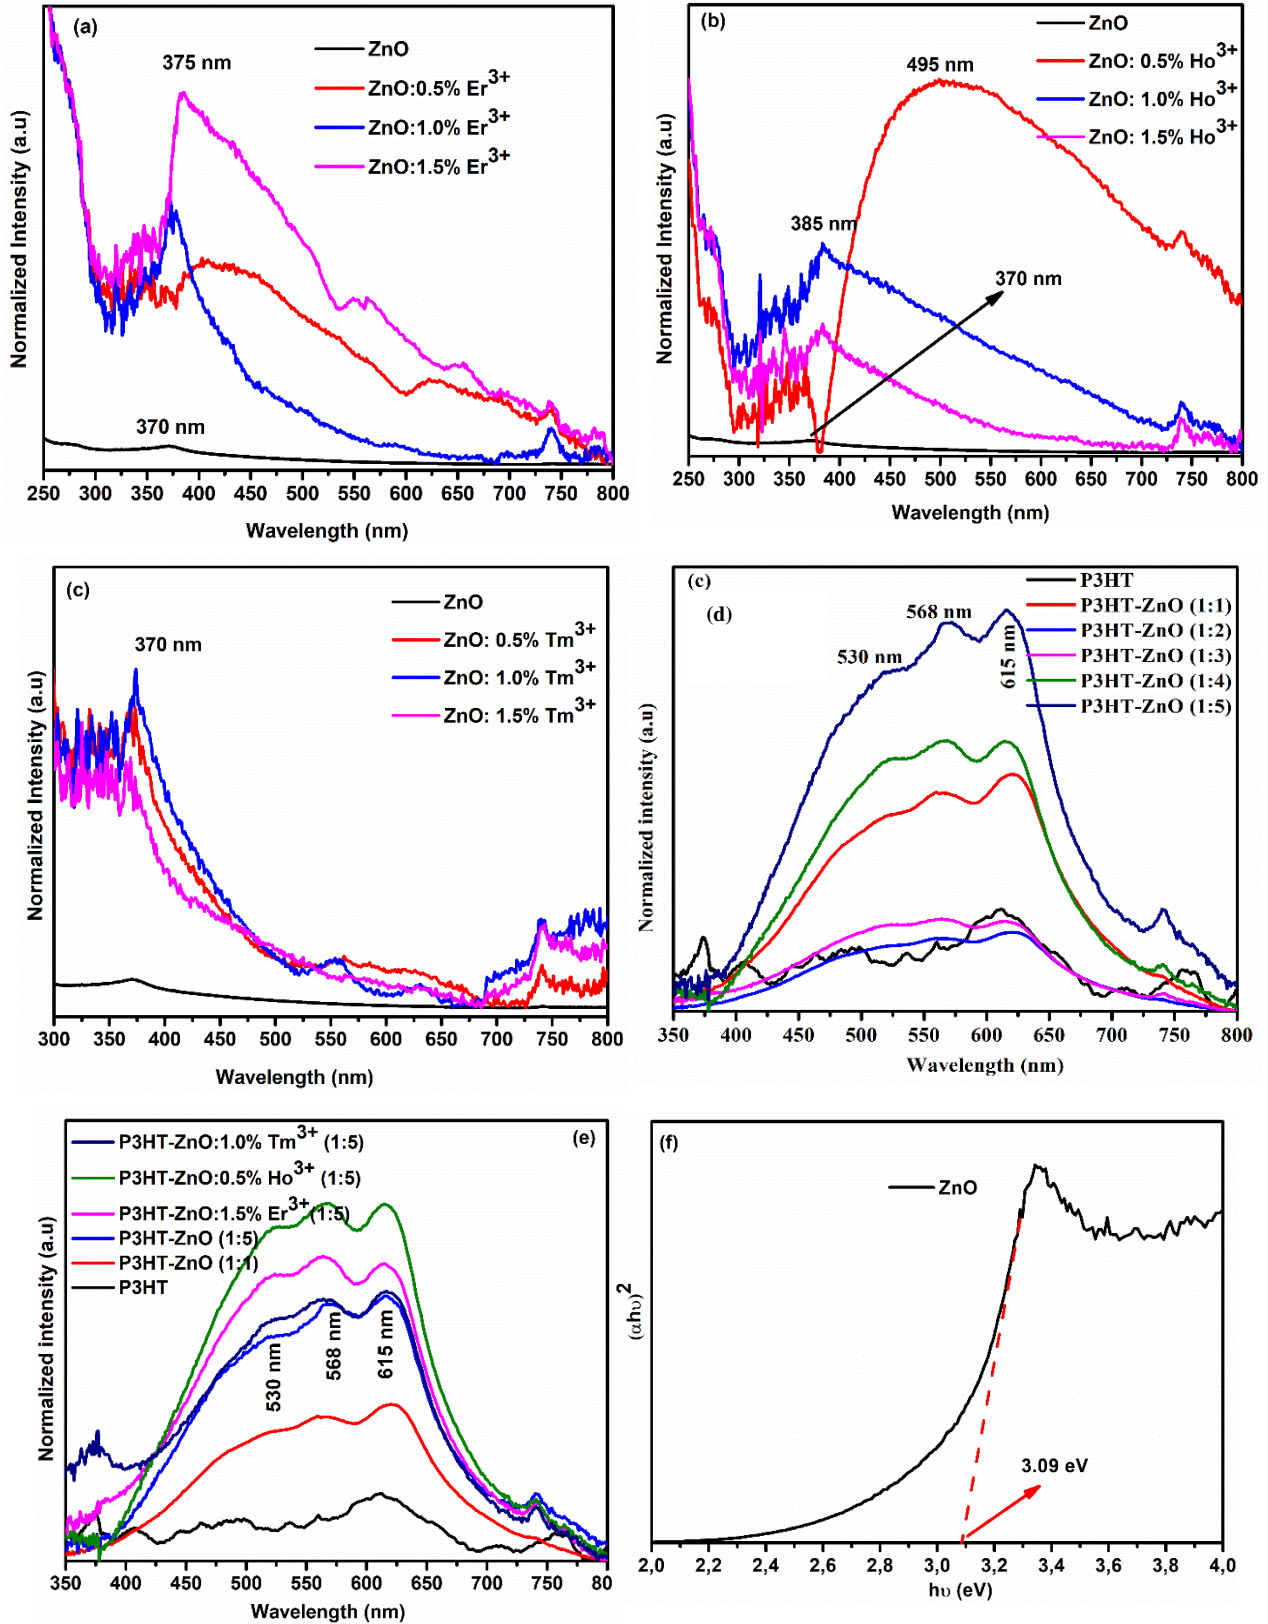 (a)
375 nm
ZnO
ZnO:0.5% Er3+
ZnO:1.0% Er3+
ZnO:1.5% Er3+
370 nm
Normalized Intensity (a.u)
250 300 350 400 450 500 550 600 650 700 750 800
Wavelength (nm)
(b)
495 nm
ZnO
ZnO: 0.5% Ho3+
ZnO: 1.0% Ho3+
ZnO: 1.5% Ho3+
385 nm
370 nm
Normalized Intensity (a.u)
250 300 350 400 450 500 550 600 650 700 750 800
Wavelength (nm)
(c)
370 nm
ZnO
ZnO: 0.5% Tm3+
ZnO: 1.0% Tm3+
ZnO: 1.5% Tm3+
Normalized Intensity (a.u)
300 350 400 450 500 550 600 650 700 750 800
Wavelength (nm)
(c)
(d)
568 nm
530 nm
615 nm
P3HT
P3HT-ZnO (1:1)
P3HT-ZnO (1:2)
P3HT-ZnO (1:3)
P3HT-ZnO (1:4)
P3HT-ZnO (1:5)
Normalized intensity (a.u)
350 400 450 500 550 600 650 700 750 800
Wavelength (nm)
(e)
P3HT-ZnO:1.0% Tm3+ (1:5)
P3HT-ZnO:0.5% Ho3+ (1:5)
P3HT-ZnO:1.5% Er3+ (1:5)
P3HT-ZnO (1:5)
P3HT-ZnO (1:1)
P3HT
530 nm
568 nm
615 nm
Normalized intensity (a.u)
350 400 450 500 550 600 650 700 750 80
Wavelength (nm)
(f)
ZnO
3.09 eV
(αhυ)2
2,0 2,2 2,4 2,6 2,8 3,0 3,2 3,4 3,6 3,8 4,0
hυ (eV)